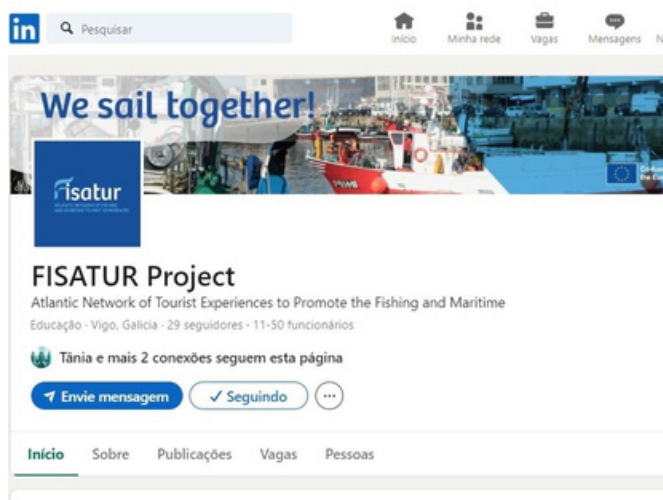 in Pesquisar
Início Minha rede Vagas Mensagens N
We sail together!
Fisatur
FISATUR Project
Atlantic Network of Tourist Experiences to Promote the Fishing and Maritime
Educação · Vigo, Galicia · 29 seguidores · 11-50 funcionários
Tânia e mais 2 conexões seguem esta página
Envie mensagem ✓ Seguindo ···
Início Sobre Publicações Vagas Pessoas